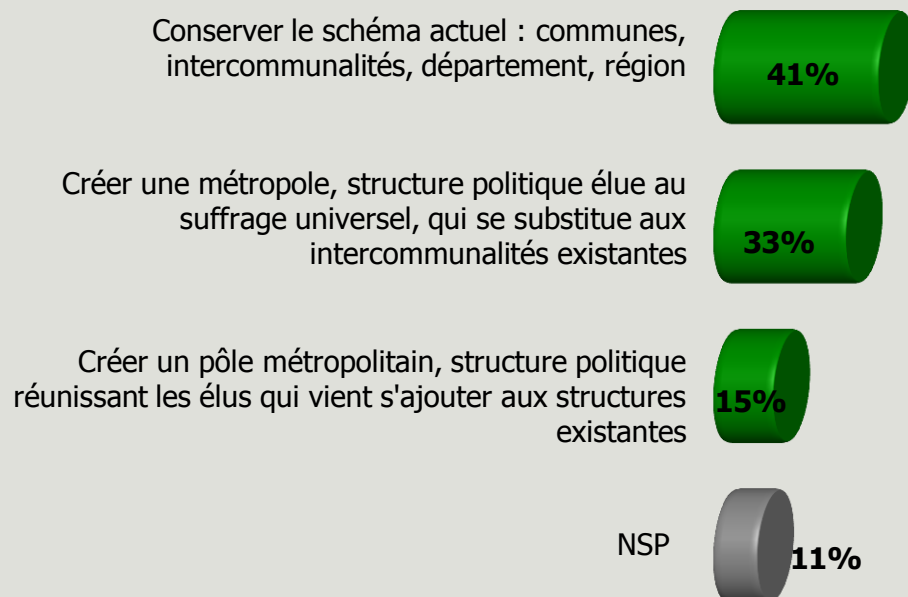 Conserver le schéma actuel : communes,
intercommunalités, département, région
41%
Créer une métropole, structure politique élue au
suffrage universel, qui se substitue aux
intercommunalités existantes
33%
Créer un pôle métropolitain, structure politique
réunissant les élus qui vient s'ajouter aux structures
existantes
15%
NSP
11%